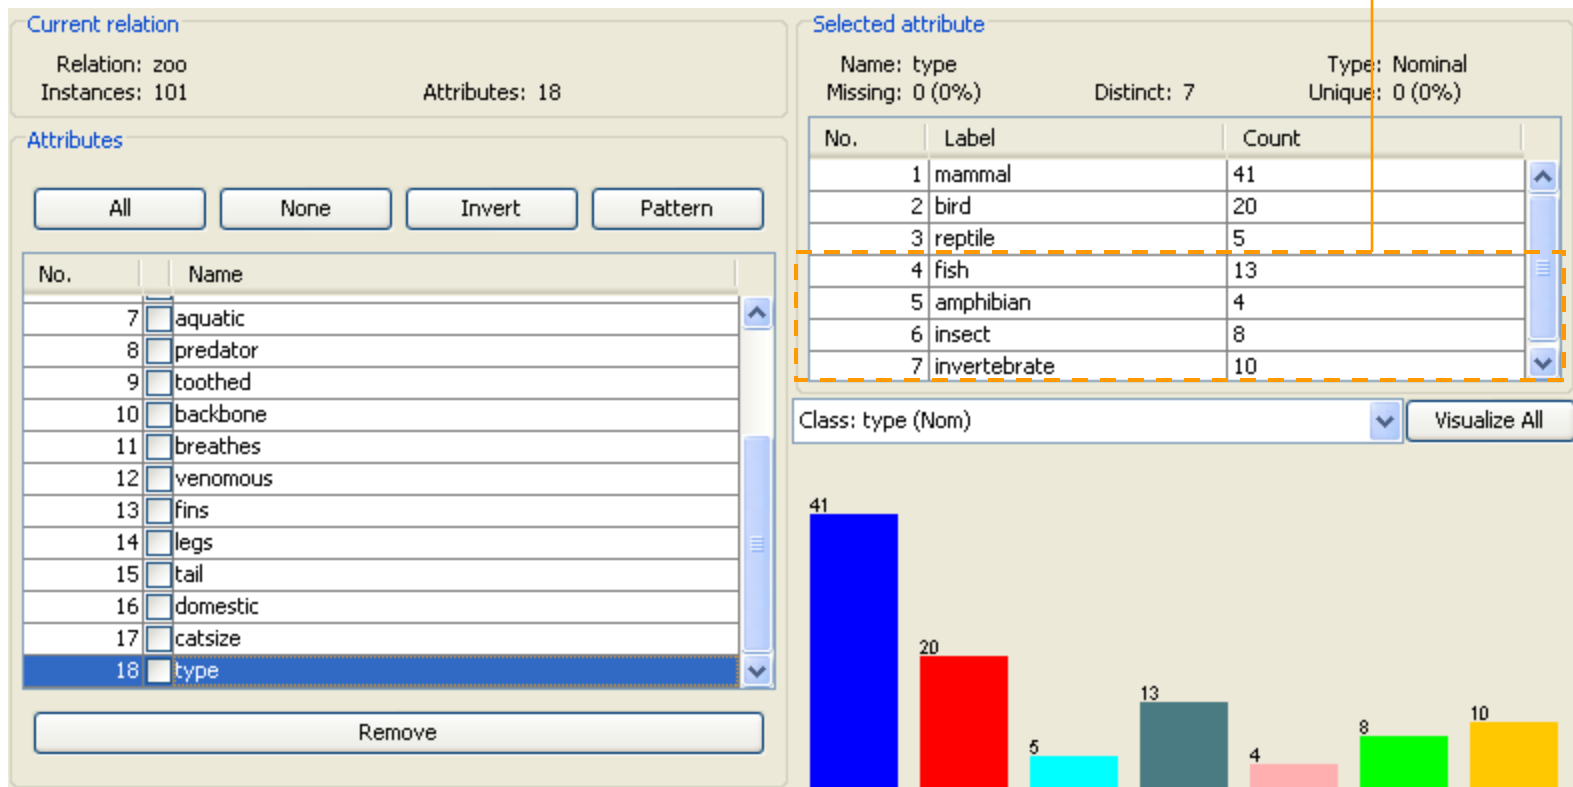 Current relation
Relation: zoo
Instances: 101 Attributes: 18
Attributes
All None Invert Pattern
No. Name
7 aquatic
8 predator
9 toothed
10 backbone
11 breathes
12 venomous
13 fins
14 legs
15 tail
16 domestic
17 catsize
18 type
Remove
Selected attribute
Name: type Type: Nominal
Missing: 0 (0%) Distinct: 7 Unique: 0 (0%)
No. Label Count
1 mammal 41
2 bird 20
3 reptile 5
4 fish 13
5 amphibian 4
6 insect 8
7 invertebrate 10
Class: type (Nom) Visualize All
41
20
5
13
4
8
10